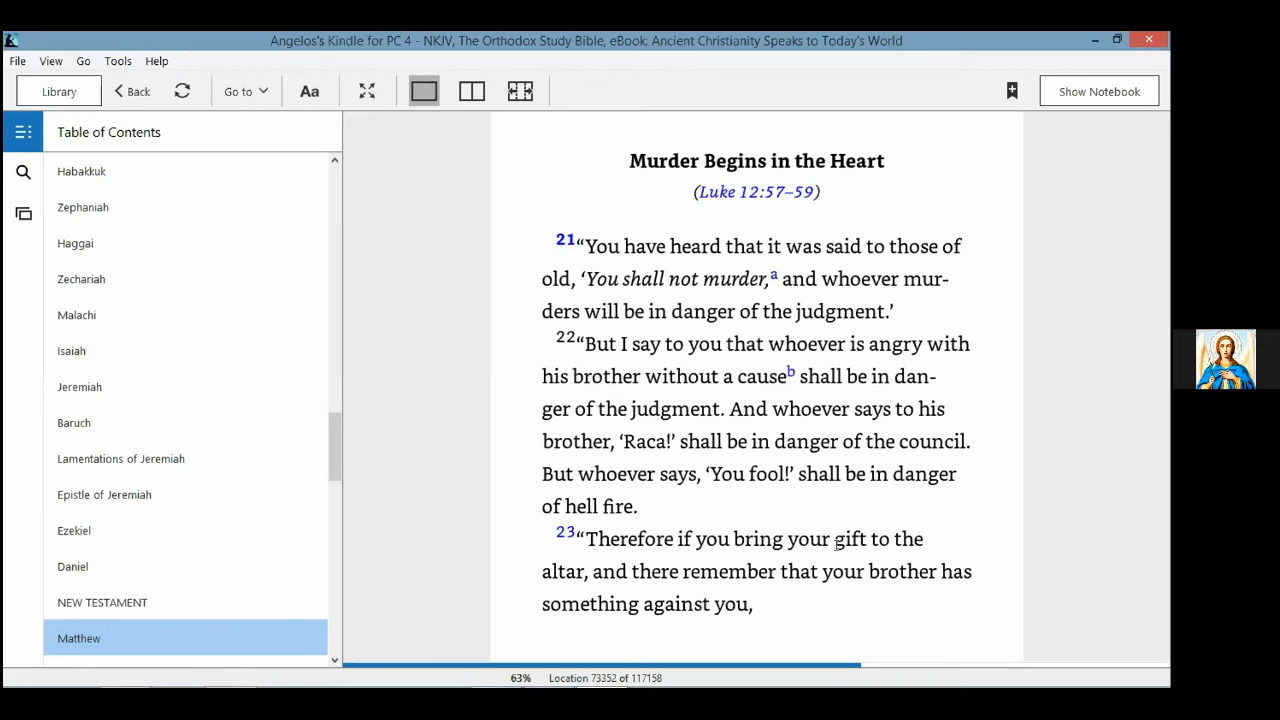 Angelos's Kindle for PC 4 - NKJV, The Orthodox Study Bible, eBook: Ancient Christianity Speaks to Today's World
File View Go Tools Help
Library Back Go to Aa Show Notebook
Table of Contents
Habakkuk
Zephaniah
Haggai
Zechariah
Malachi
Isaiah
Jeremiah
Baruch
Lamentations of Jeremiah
Epistle of Jeremiah
Ezekiel
Daniel
NEW TESTAMENT
Matthew
Murder Begins in the Heart
(Luke 12:57–59)
21“You have heard that it was said to those of
old, ‘You shall not murder,a and whoever mur-
ders will be in danger of the judgment.’
22“But I say to you that whoever is angry with
his brother without a causeb shall be in dan-
ger of the judgment. And whoever says to his
brother, ‘Raca!’ shall be in danger of the council.
But whoever says, ‘You fool!’ shall be in danger
of hell fire.
23“Therefore if you bring your gift to the
altar, and there remember that your brother has
something against you,
63% Location 73352 of 117158